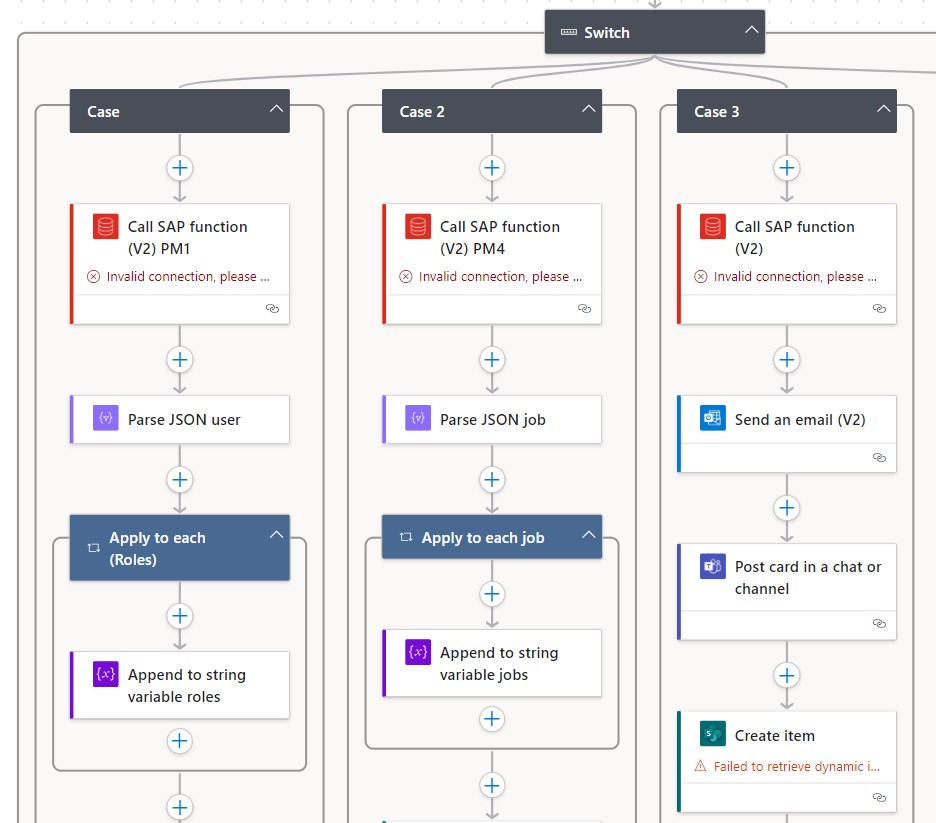 Switch
Case
Call SAP function
(V2) PM1
Invalid connection, please ...
Parse JSON user
Apply to each
(Roles)
Append to string
variable roles
Case 2
Call SAP function
(V2) PM4
Invalid connection, please ...
Parse JSON job
Apply to each job
Append to string
variable jobs
Case 3
Call SAP function
(V2)
Invalid connection, please ...
Send an email (V2)
Post card in a chat or
channel
Create item
Failed to retrieve dynamic i...